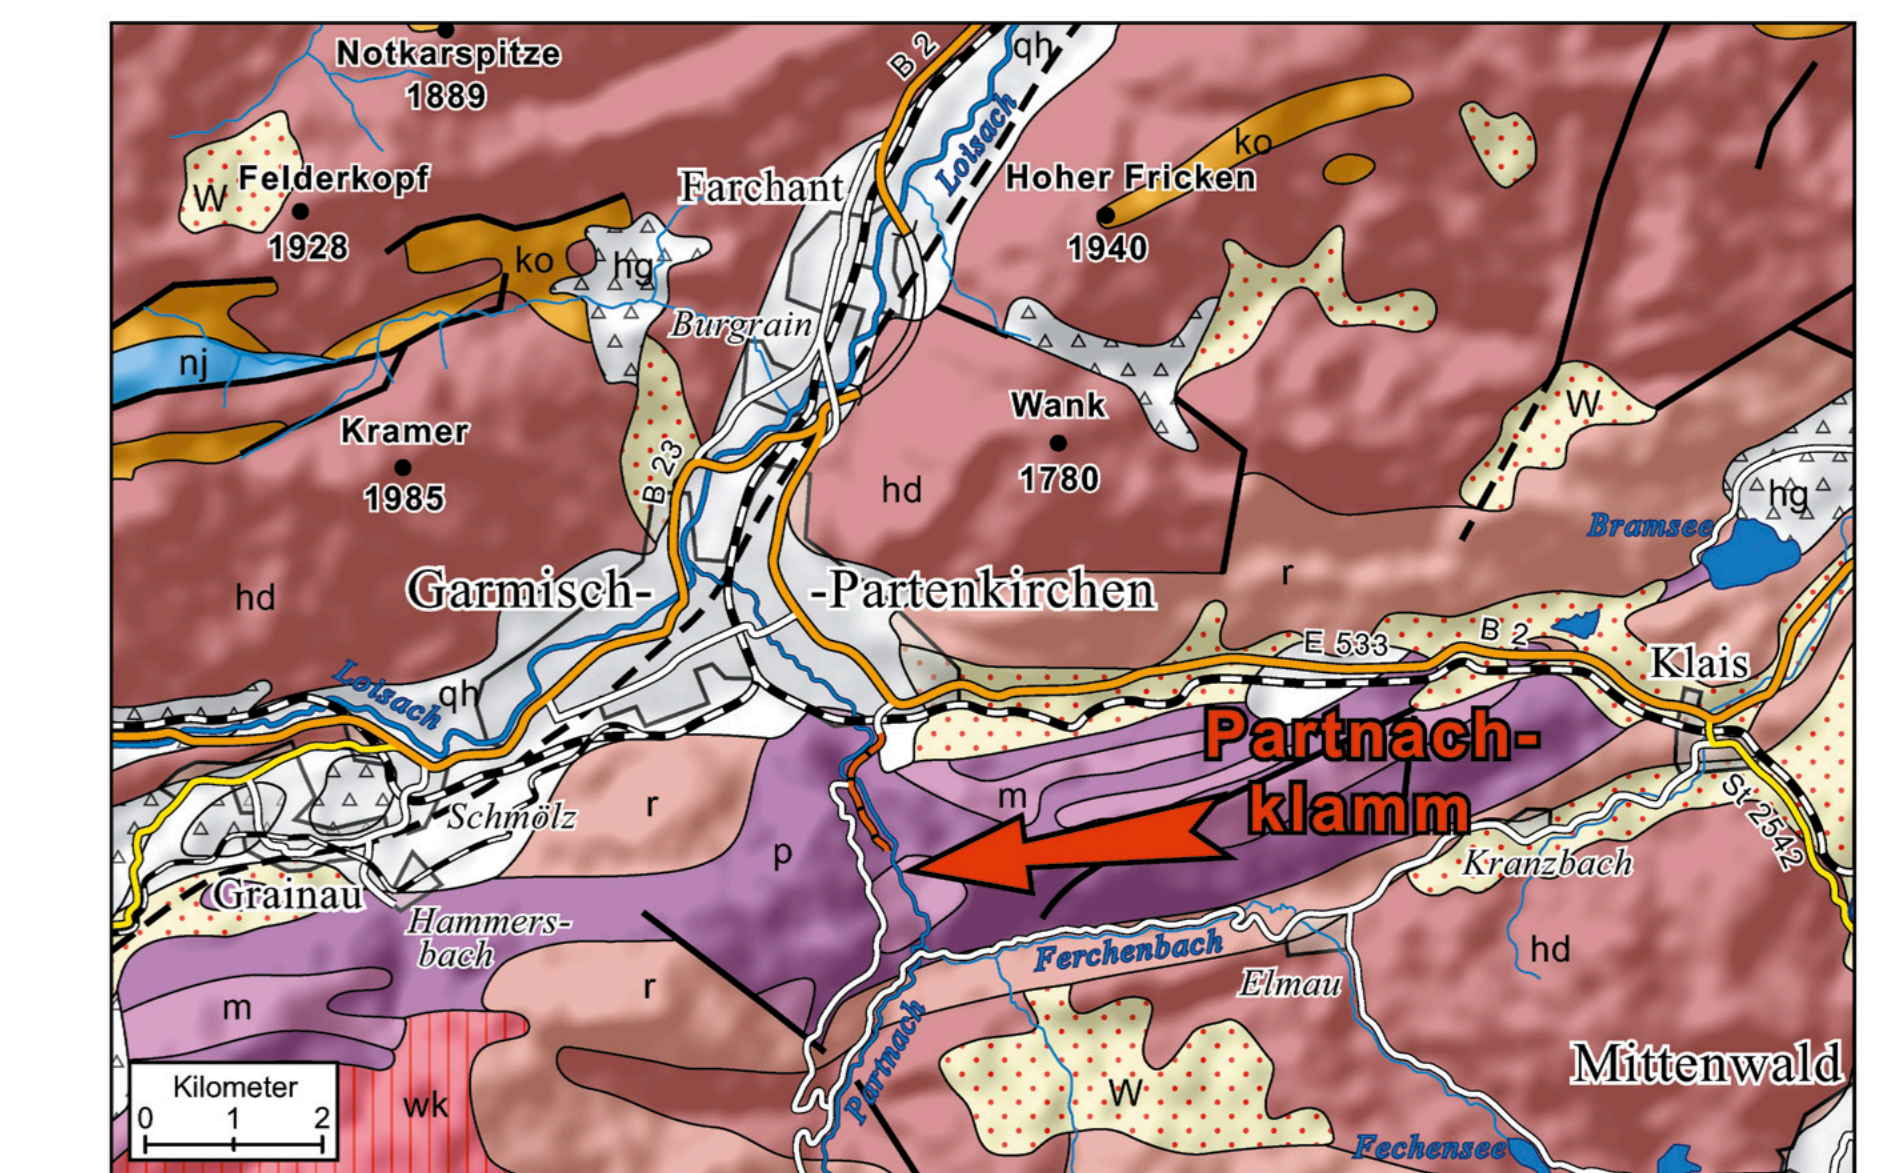 Notkarspitze
1889
B 2
qh
Loisach
ko
W
Felderkopf
1928
Farchant
Hoher Fricken
1940
ko
hg
Burgrain
nj
Kramer
1985
Wank
1780
W
B 23
hd
hg
Bramsee
hd
Garmisch-
-Partenkirchen
r
E 533
B 2
Klais
Loisach
qh
Partnach-
klamm
m
r
Schmölz
St 2542
p
Kranzbach
Grainau
Hammers-
bach
Ferchenbach
hd
Elmau
m
r
Partnach
Mittenwald
W
wk
Kilometer
0 1 2
Fechensee